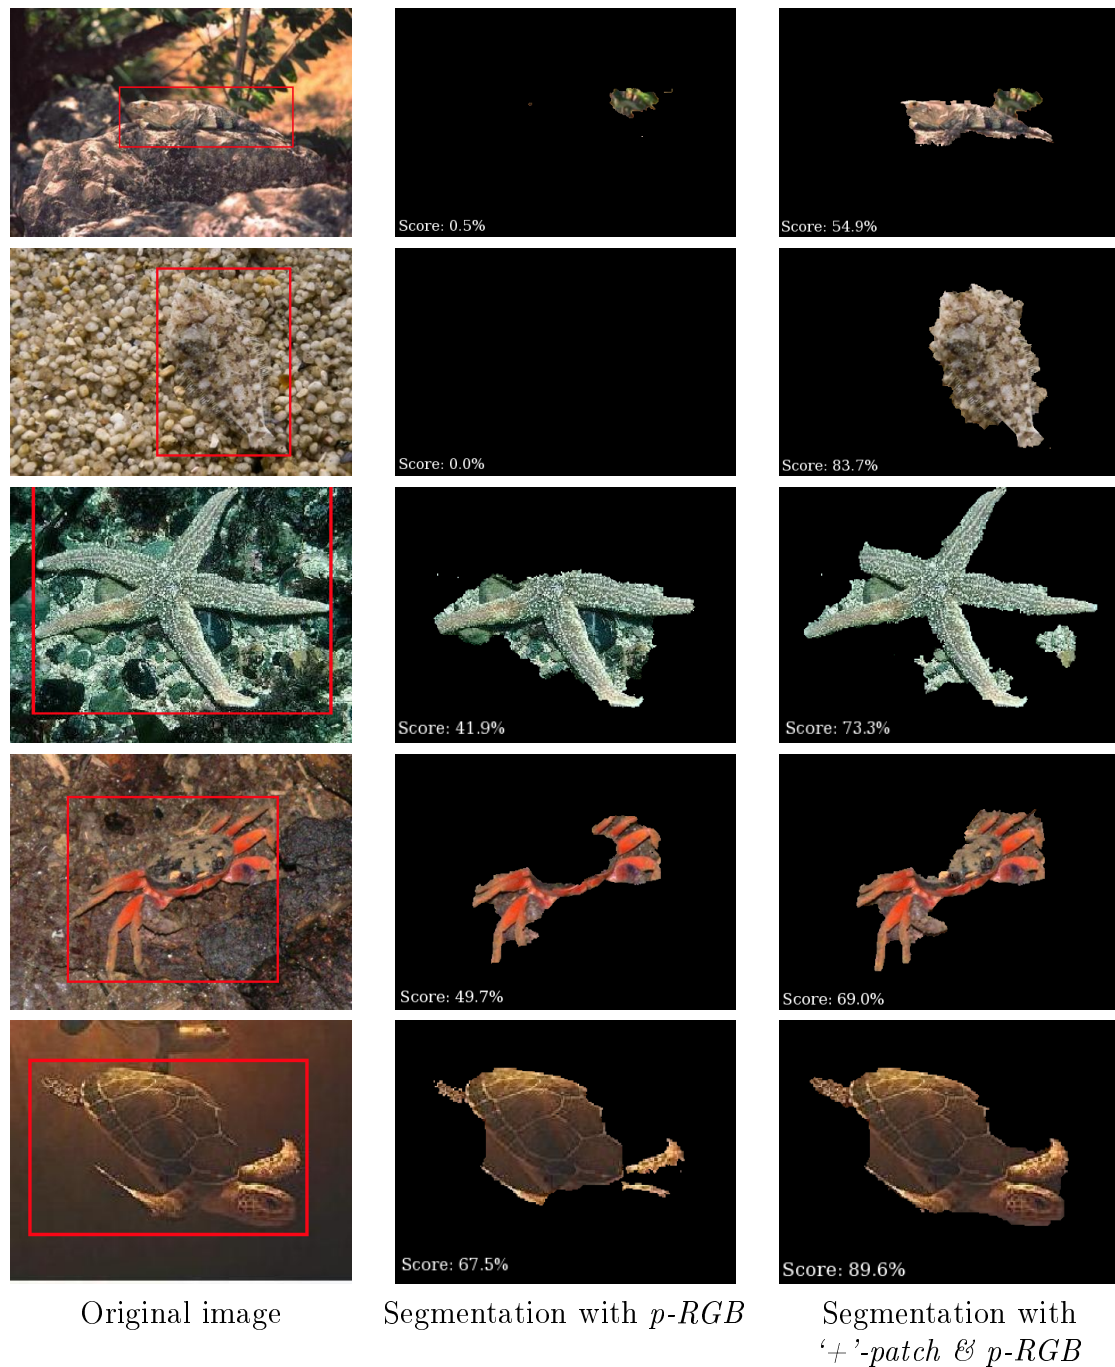 Score: 0.5%
Score: 54.9%
Score: 0.0%
Score: 83.7%
Score: 41.9%
Score: 73.3%
Score: 49.7%
Score: 69.0%
Score: 67.5%
Score: 89.6%
Original image
Segmentation with p-RGB
Segmentation with
‘+’-patch & p-RGB